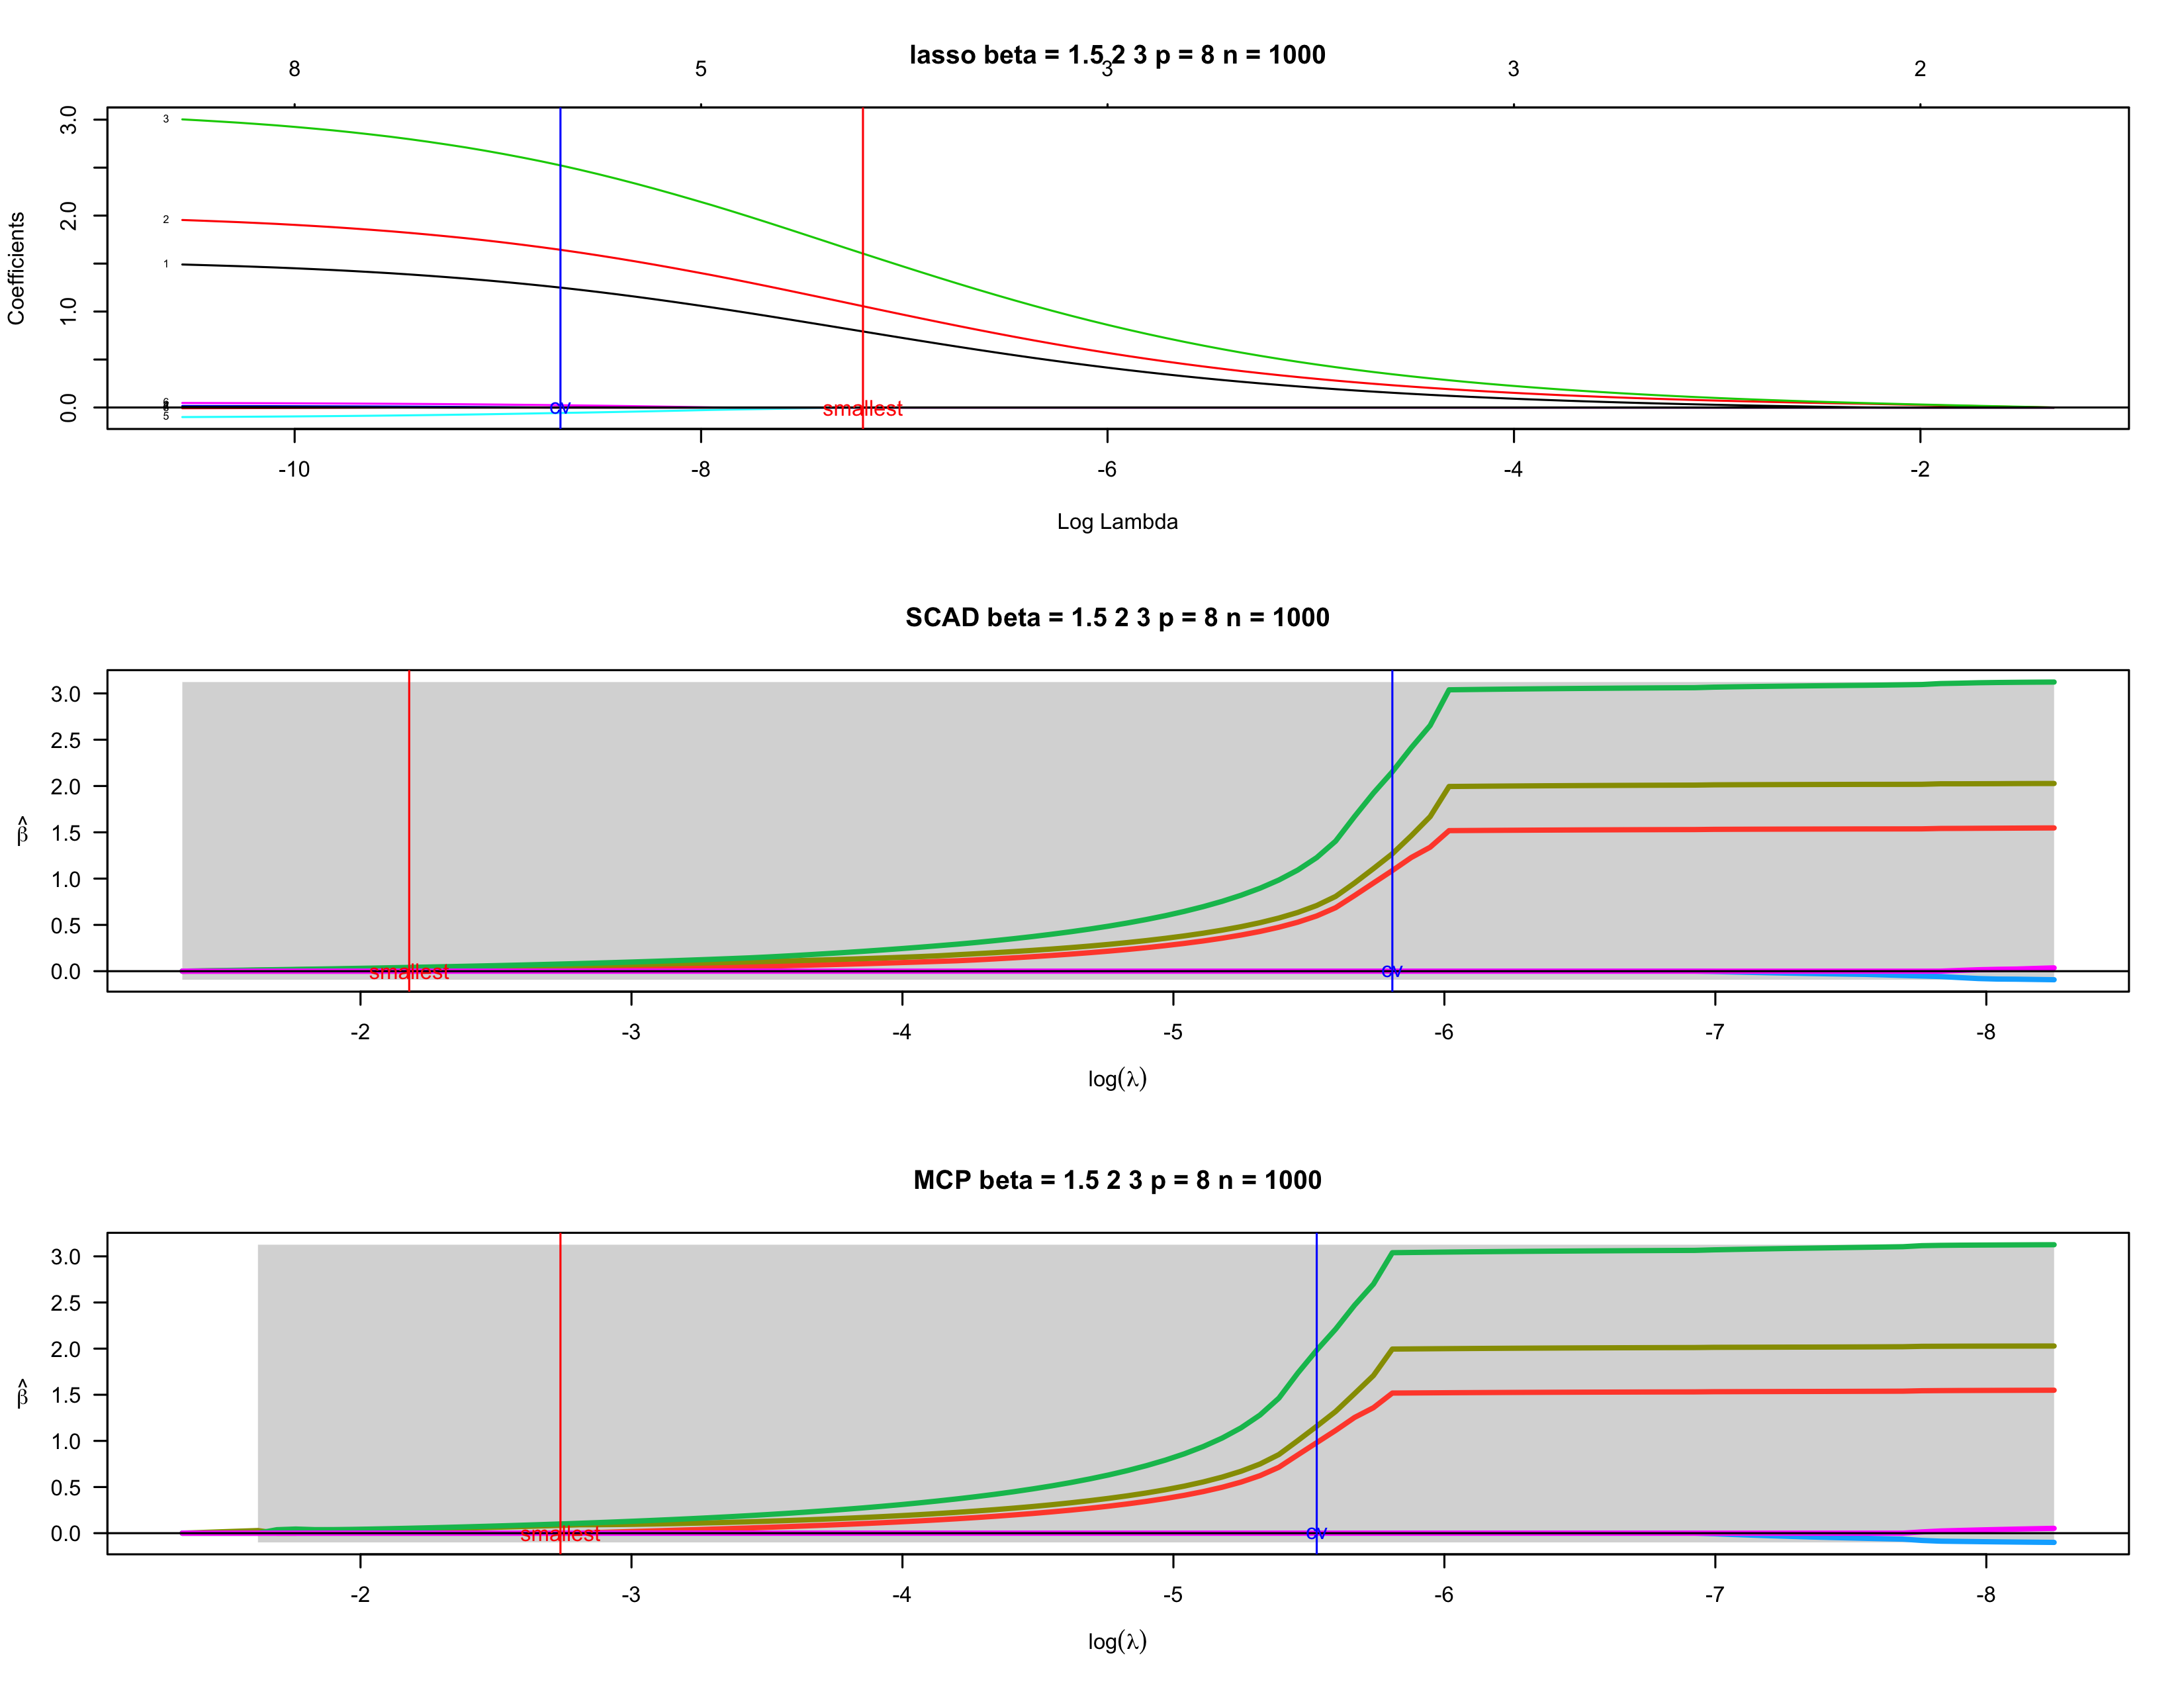 lasso beta = 1.5 2 3 p = 8 n = 1000
8 5 3 3 2
Coefficients
3.0
2.0
1.0
0.0
3
2
1
6
5
cv
smallest
-10 -8 -6 -4 -2
Log Lambda
SCAD beta = 1.5 2 3 p = 8 n = 1000
β̂
3.0
2.5
2.0
1.5
1.0
0.5
0.0
smallest
cv
-2 -3 -4 -5 -6 -7 -8
log(λ)
MCP beta = 1.5 2 3 p = 8 n = 1000
β̂
3.0
2.5
2.0
1.5
1.0
0.5
0.0
smallest
cv
-2 -3 -4 -5 -6 -7 -8
log(λ)